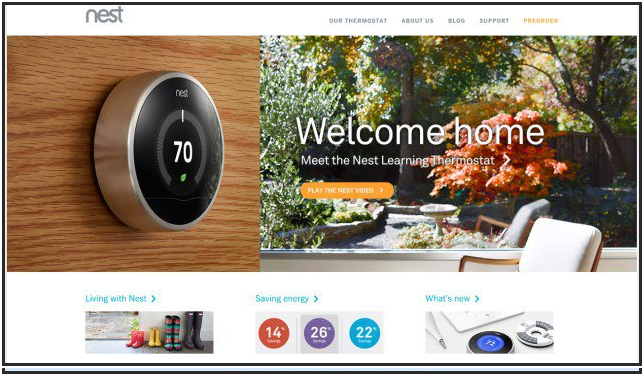 nest
OUR THERMOSTAT ABOUT US BLOG SUPPORT PREORDER
nest
70
Welcome home
Meet the Nest Learning Thermostat
PLAY THE NEST VIDEO
Living with Nest
Saving energy
What's new
14%
Savings
26%
Savings
22%
Savings
72